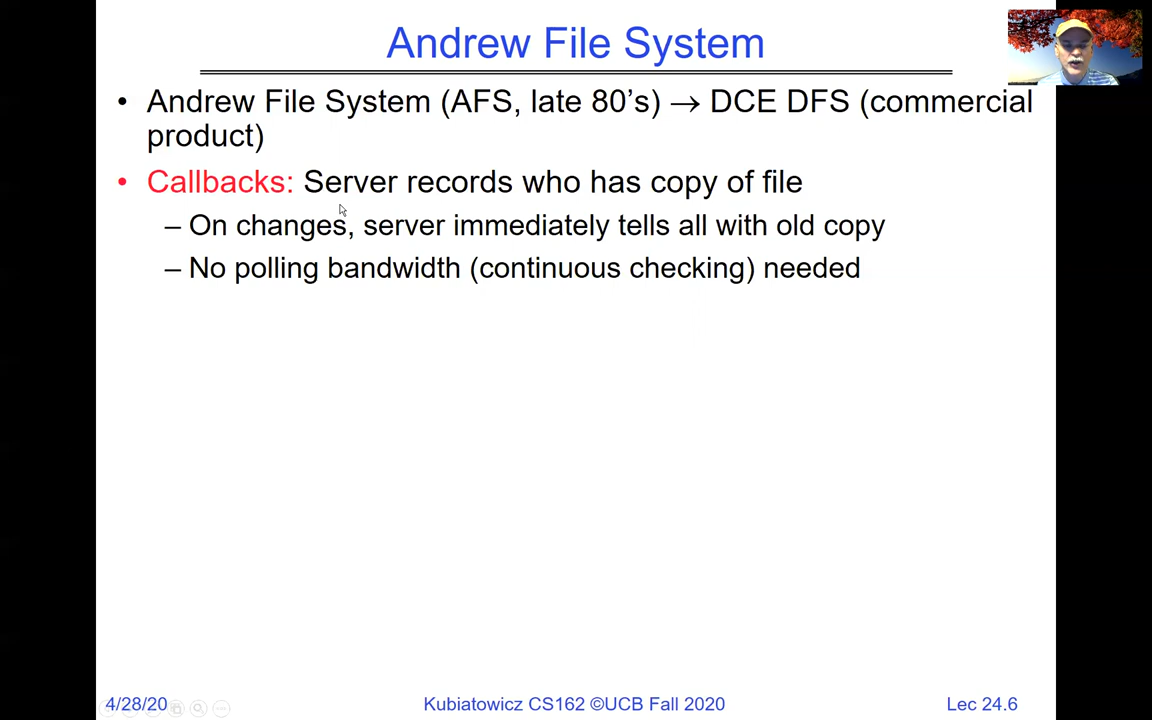 Andrew File System
• Andrew File System (AFS, late 80's) → DCE DFS (commercial
product)
• Callbacks: Server records who has copy of file
– On changes, server immediately tells all with old copy
– No polling bandwidth (continuous checking) needed
4/28/20
Kubiatowicz CS162 ©UCB Fall 2020
Lec 24.6